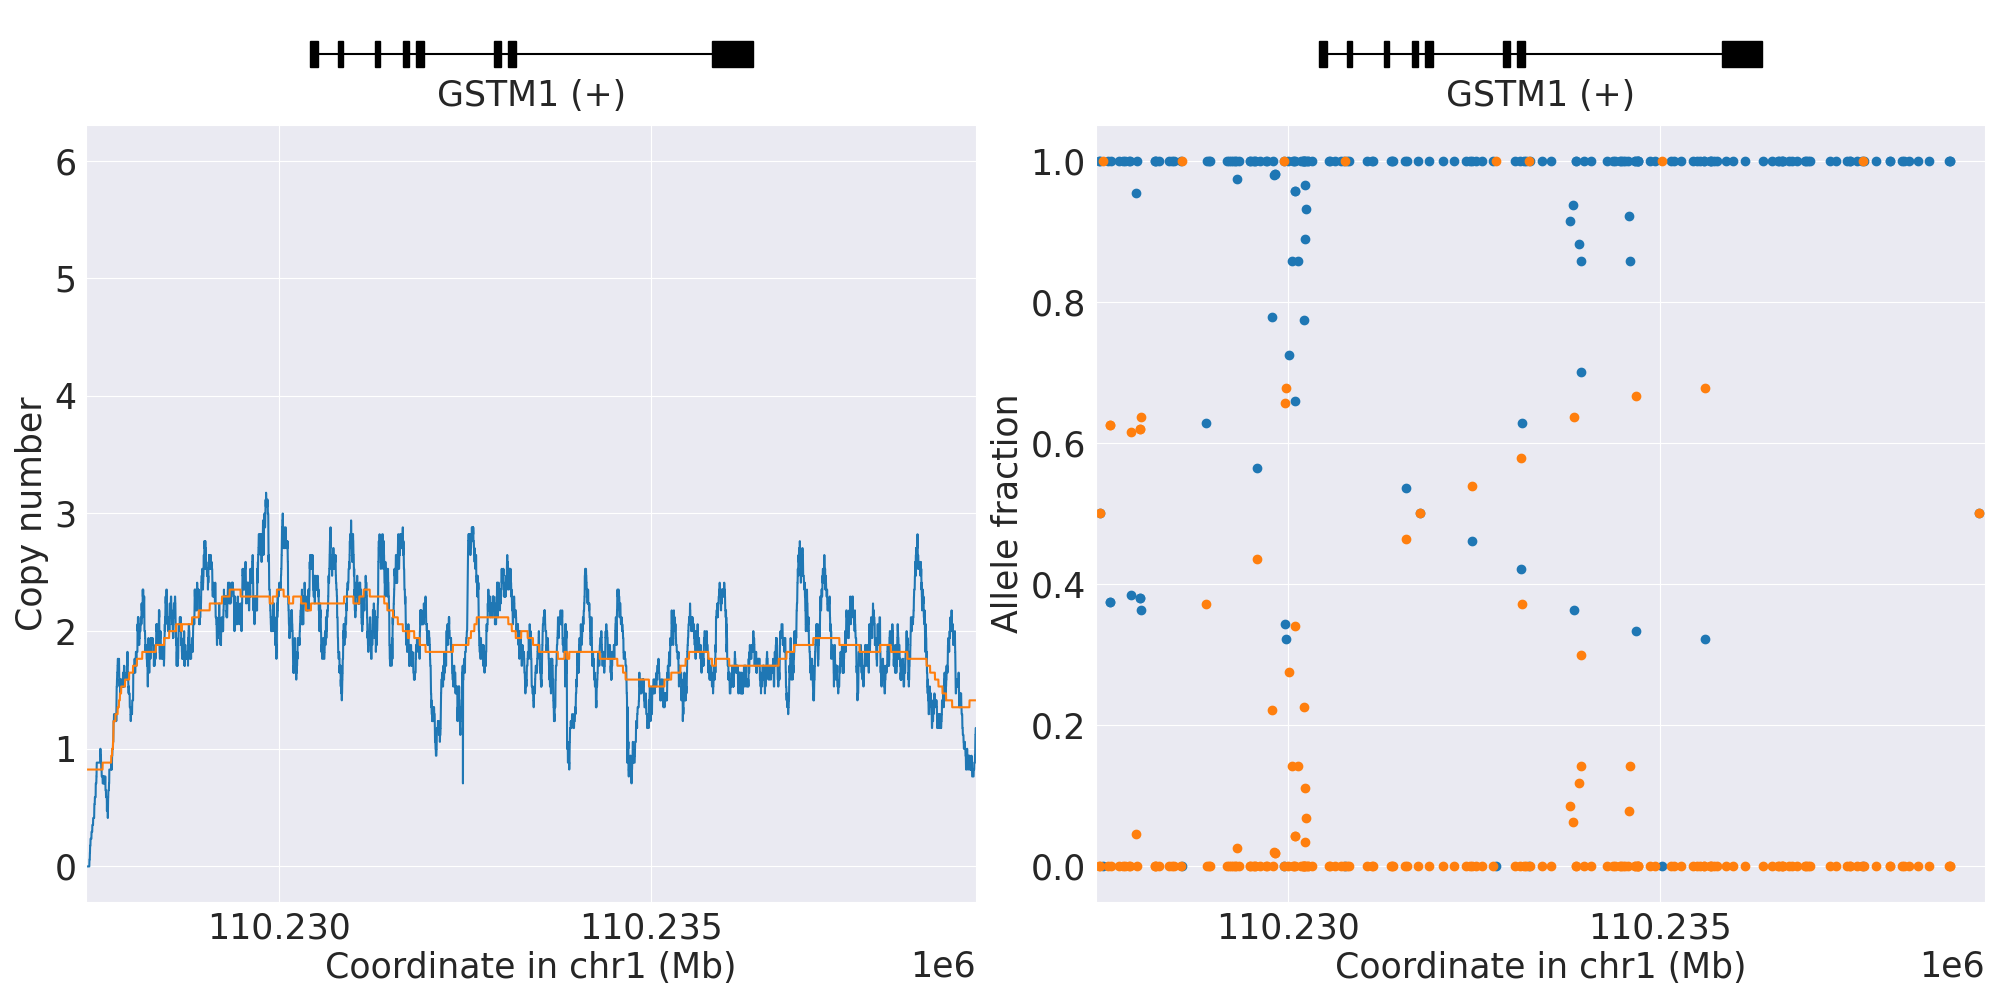 GSTM1 (+)
GSTM1 (+)
Copy number
6
5
4
3
2
1
0
110.230
110.235
Coordinate in chr1 (Mb)
1e6
Allele fraction
1.0
0.8
0.6
0.4
0.2
0.0
110.230
110.235
Coordinate in chr1 (Mb)
1e6